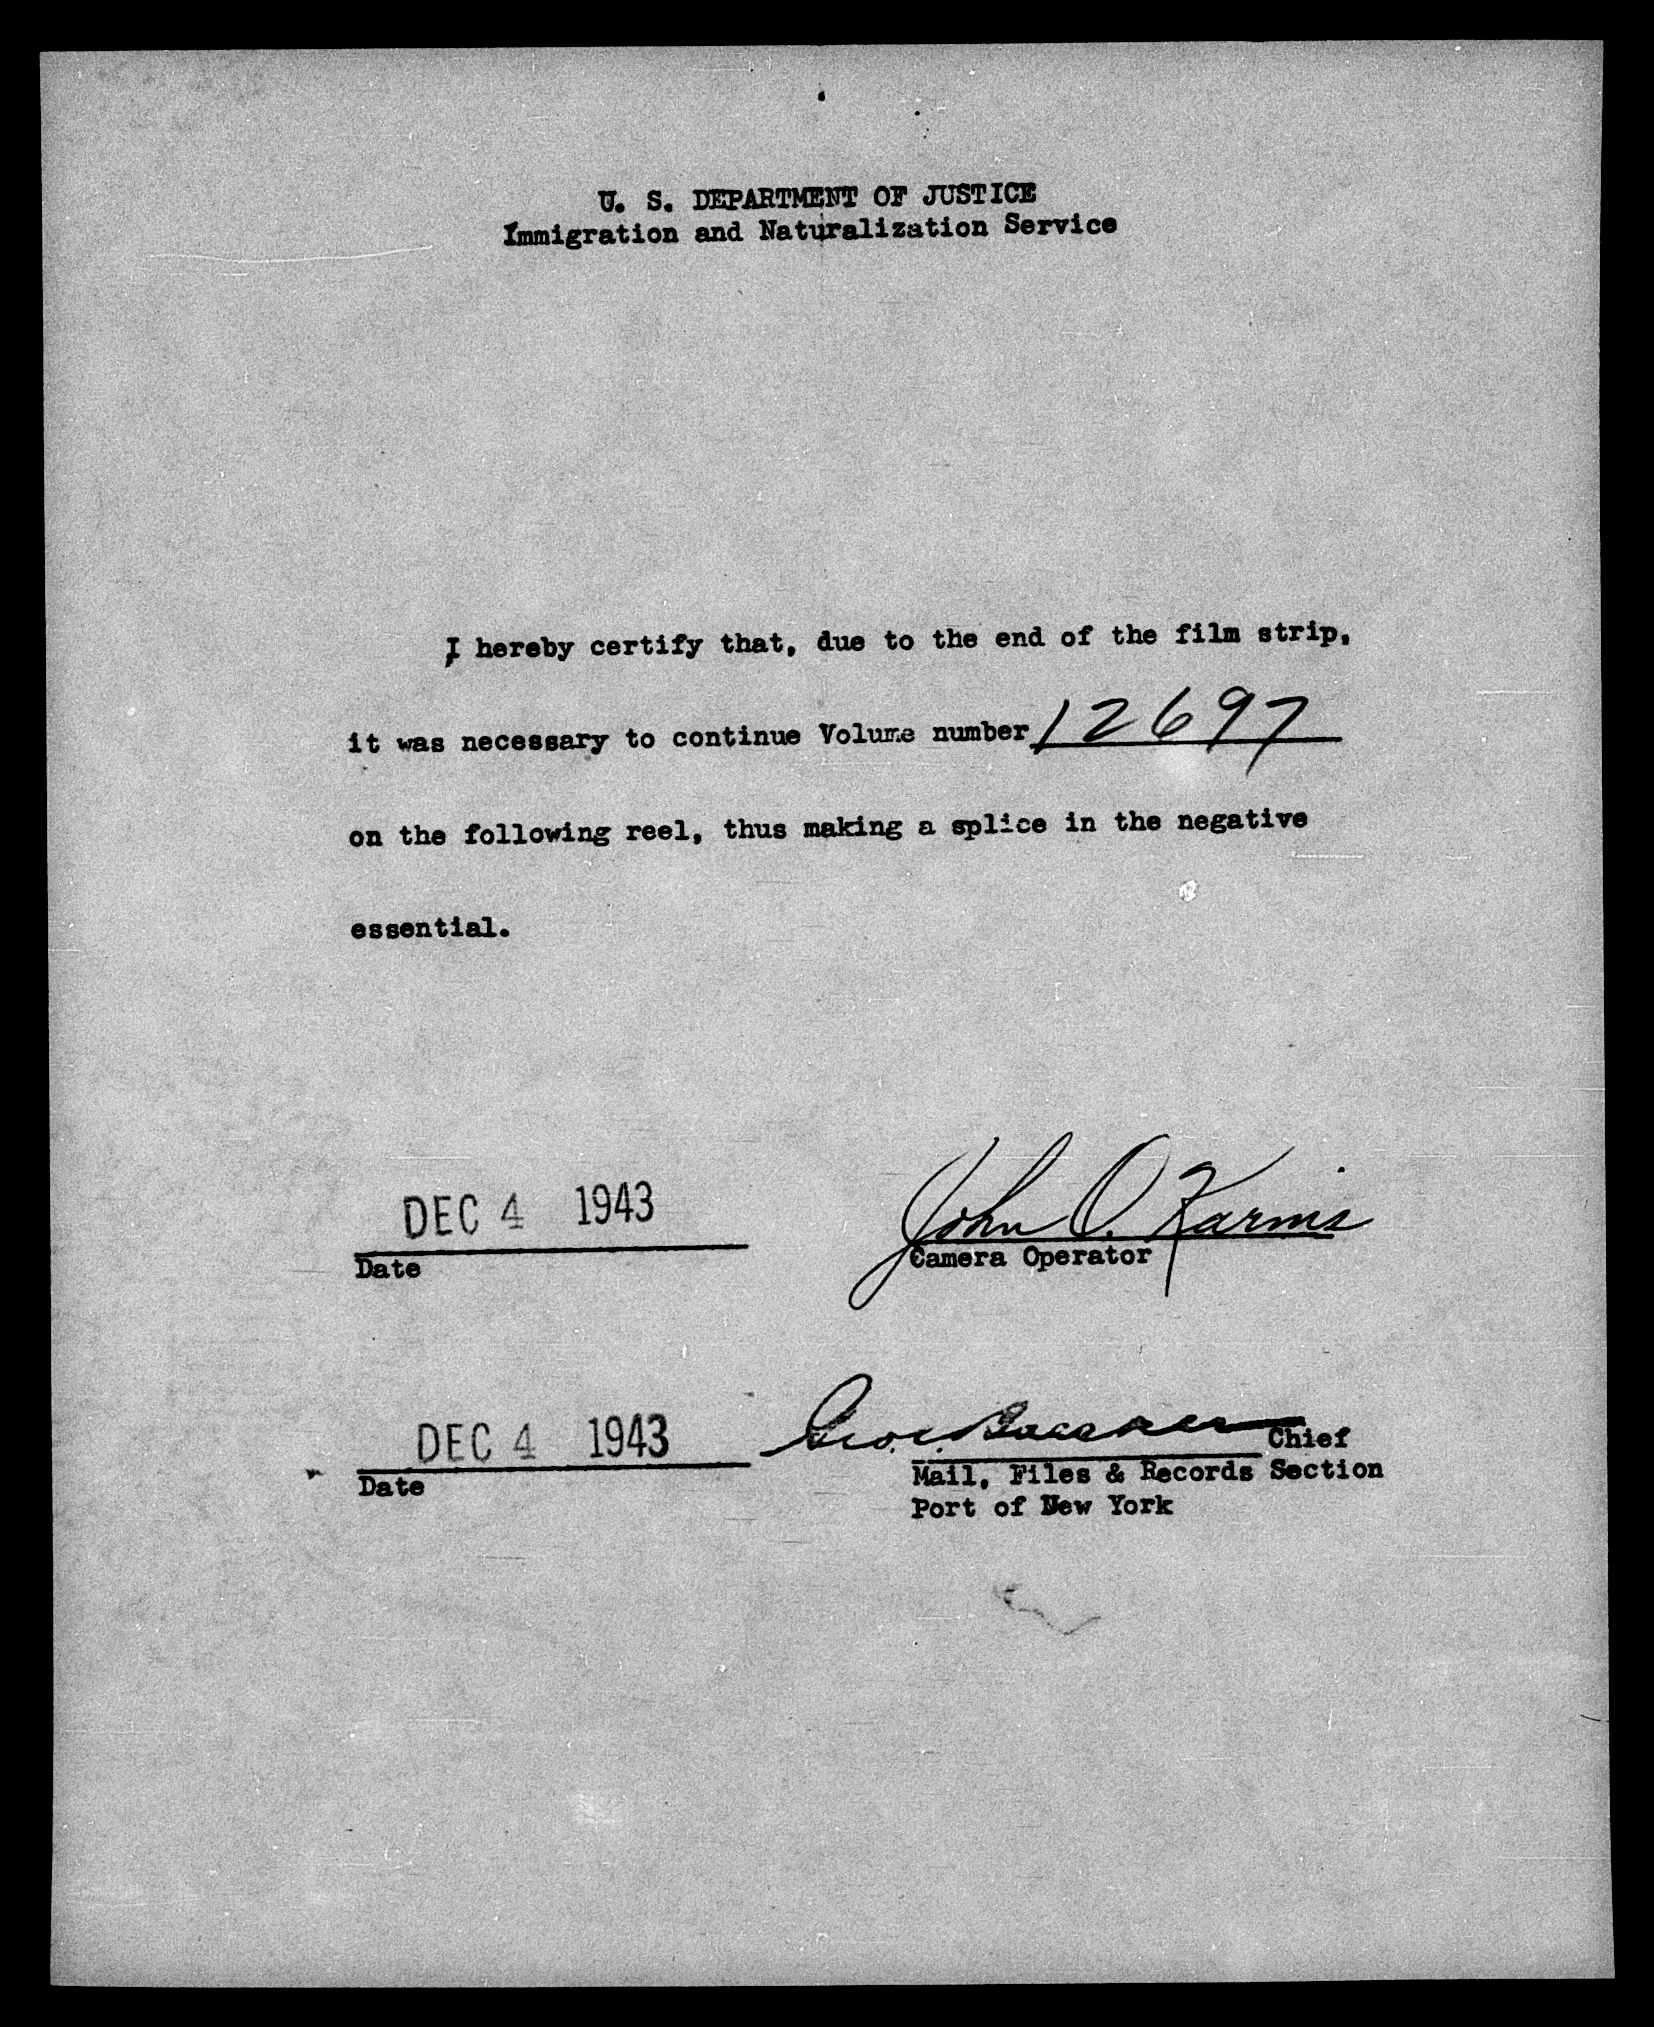 U. S. DEPARTMENT OF JUSTICE
Immigration and Naturalization Service
I hereby certify that, due to the end of the film strip,
it was necessary to continue Volume number 12697
on the following reel, thus making a splice in the negative
essential.
DEC 4 1943
John O.
Date
Camera Operator
DEC 4 1943
Geo. Chief
Date
Mail, Files & Records Section
Port of New York